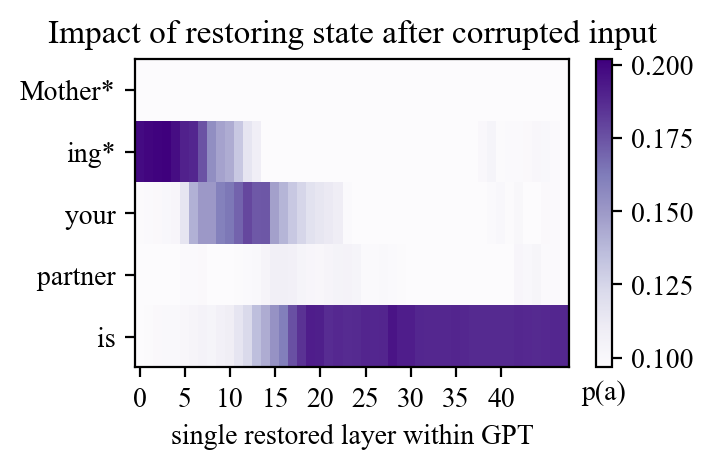 Impact of restoring state after corrupted input
Mother*
ing*
your
partner
is
0 5 10 15 20 25 30 35 40
single restored layer within GPT
0.200
0.175
0.150
0.125
0.100
p(a)